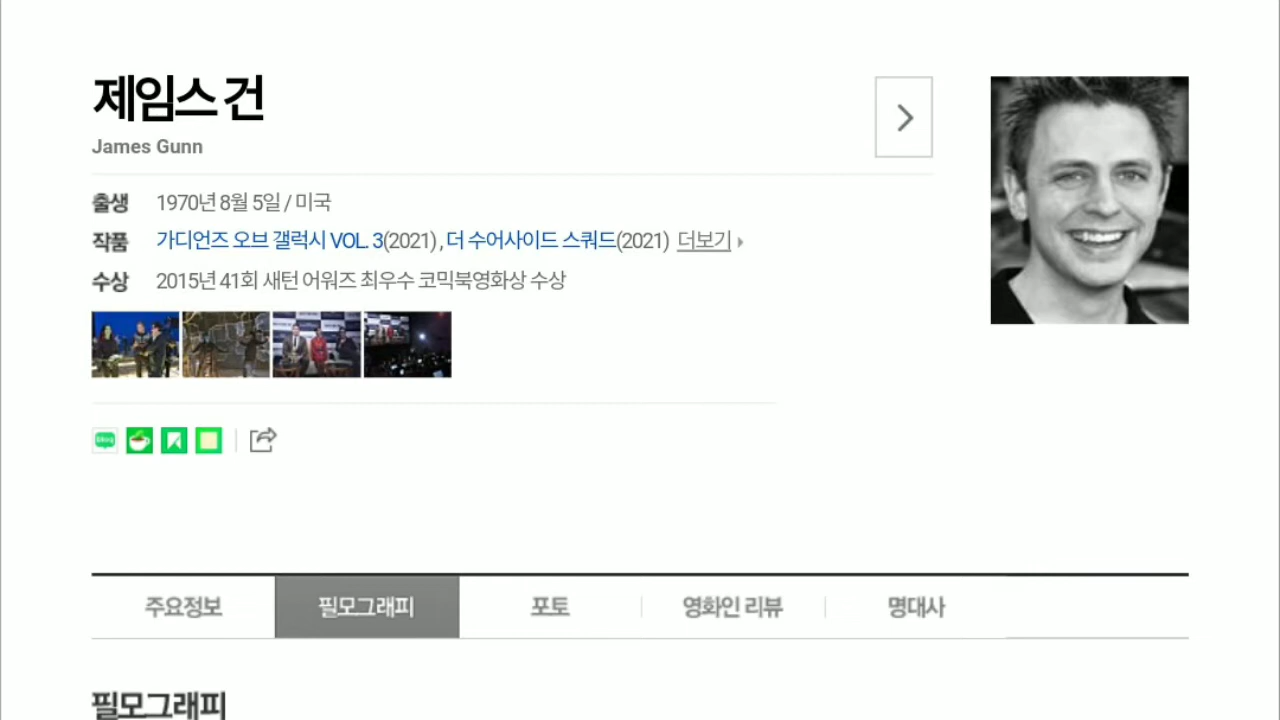 제임스 건
James Gunn
출생 1970년 8월 5일 / 미국
작품 가디언즈 오브 갤럭시 VOL. 3(2021) , 더 수어사이드 스쿼드(2021) 더보기
수상 2015년 41회 새턴 어워즈 최우수 코믹북영화상 수상
blog
주요정보 필모그래피 포토 영화인 리뷰 명대사
필모그래피